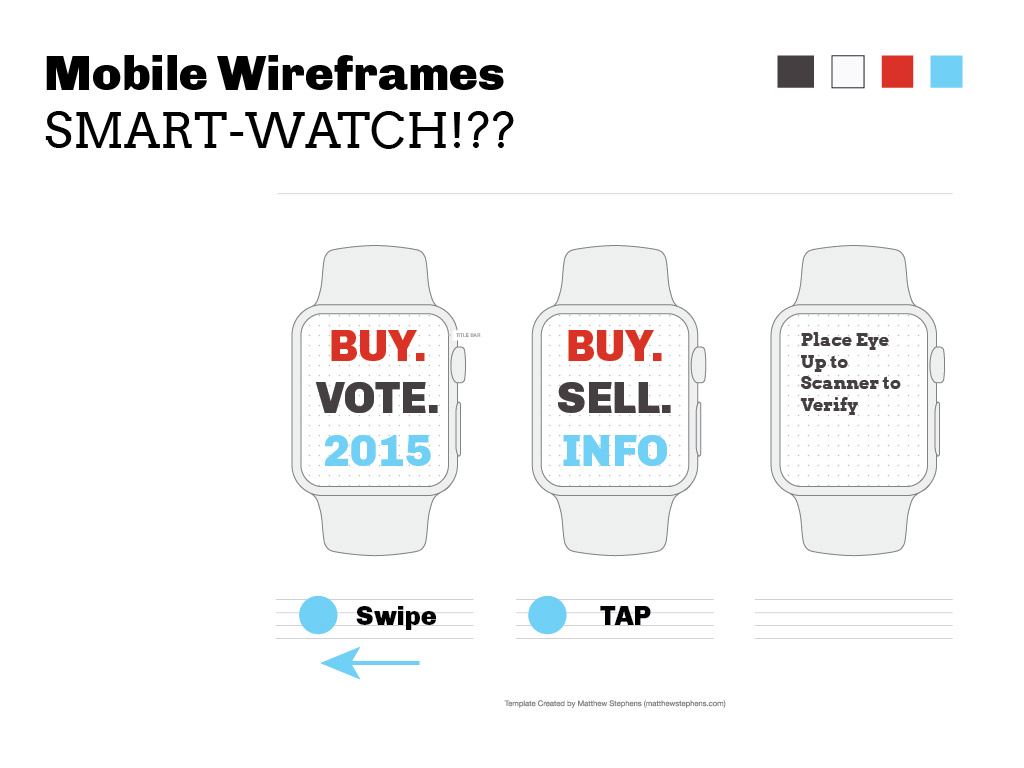 Mobile Wireframes
SMART-WATCH!??
BUY.
VOTE.
2015
TITLE BAR
BUY.
SELL.
INFO
Place Eye
Up to
Scanner to
Verify
Swipe
TAP
Template Created by Matthew Stephens (matthewstephens.com)